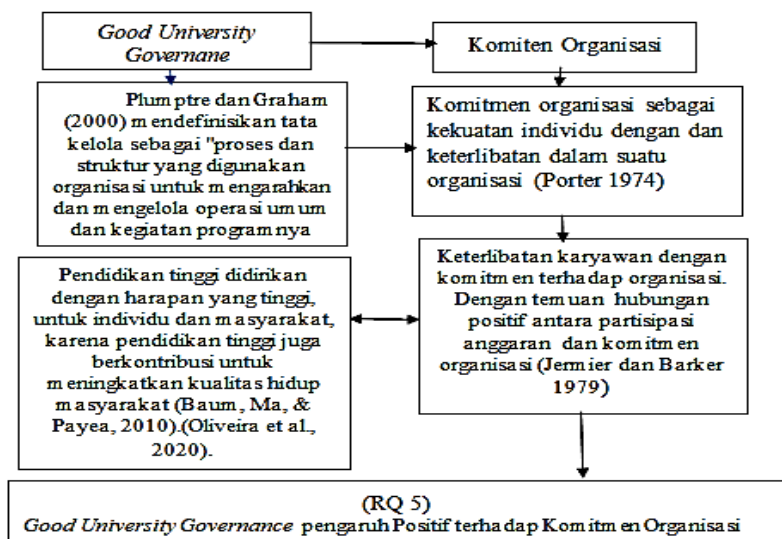 Good University
Governane
Komiten Organisasi
Plumptre dan Graham
(2000) mendefinisikan tata
kelola sebagai "proses dan
struktur yang digunakan
organisasi untuk mengarahkan
dan mengelola operasi umum
dan kegiatan programnya
Komitmen organisasi sebagai
kekuatan individu dengan dan
keterlibatan dalam suatu
organisasi (Porter 1974)
Pendidikan tinggi didirikan
dengan harapan yang tinggi,
untuk individu dan masyarakat,
karena pendidikan tinggi juga
berkontribusi untuk
meningkatkan kualitas hidup
masyarakat (Baum, Ma, &
Payea, 2010).(Oliveira et al.,
2020).
Keterlibatan karyawan dengan
komitmen terhadap organisasi.
Dengan temuan hubungan
positif antara partisipasi
anggaran dan komitmen
organisasi (Jermier dan Barker
1979)
(RQ 5)
Good University Governance pengaruh Positif terhadap Komitmen Organisasi